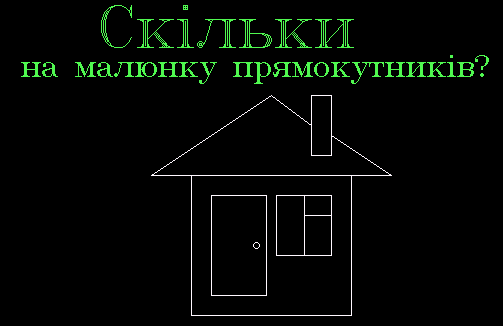 Скільки
на малюнку прямокутників?